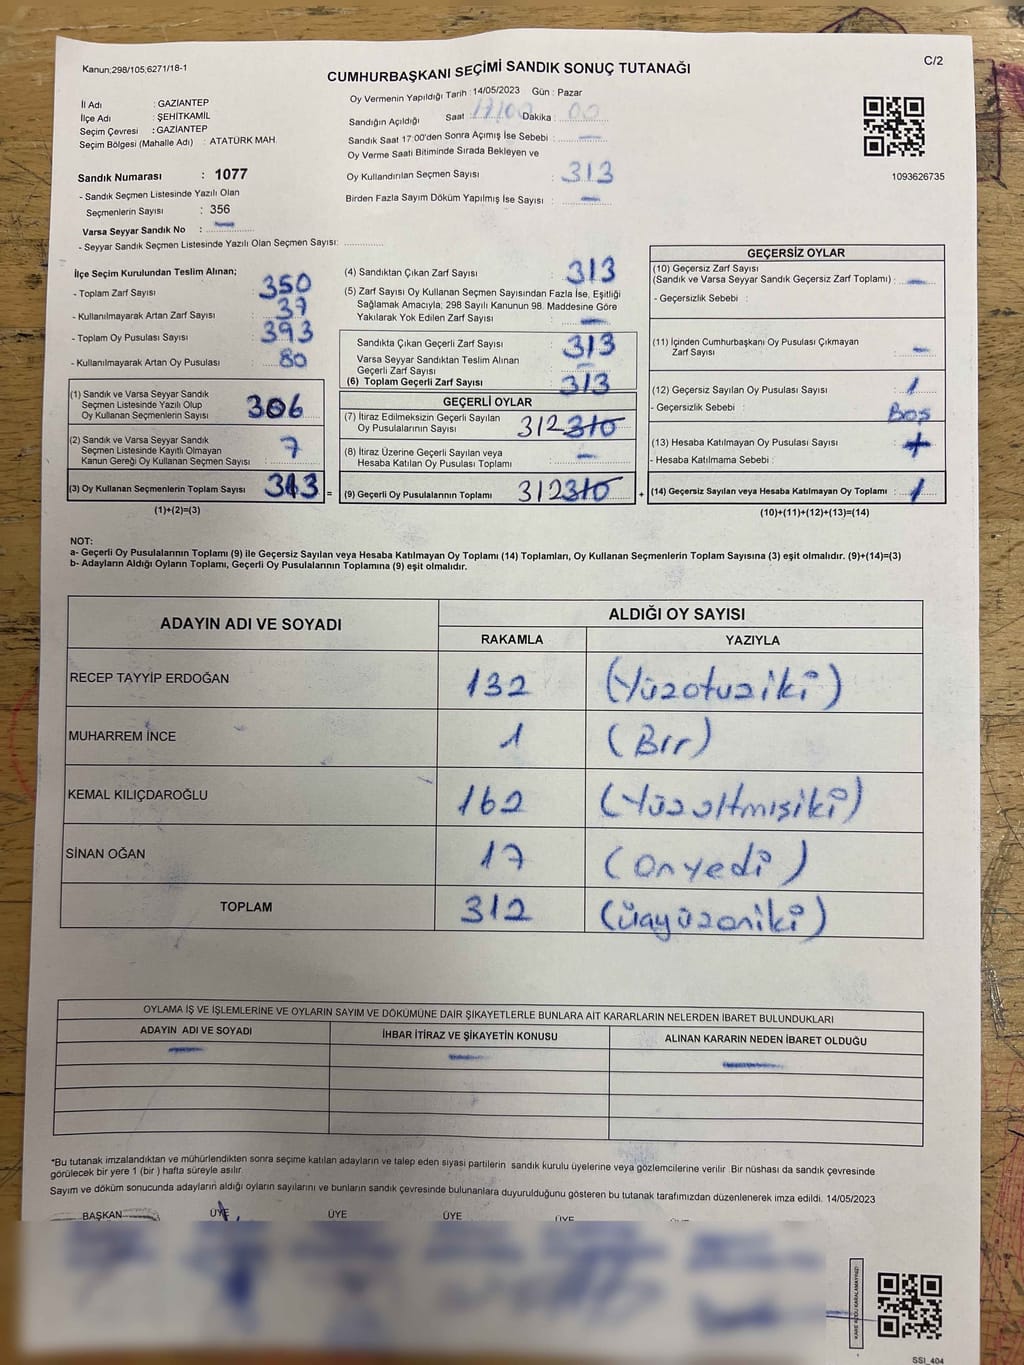 Kanun;298/105;6271/18-1
C/2
CUMHURBAŞKANI SEÇİMİ SANDIK SONUÇ TUTANAĞI
İl Adı : GAZİANTEP
İlçe Adı : ŞEHİTKAMİL
Seçim Çevresi : GAZİANTEP
Seçim Bölgesi (Mahalle Adı) : ATATÜRK MAH.
Sandık Numarası : 1077
- Sandık Seçmen Listesinde Yazılı Olan
Seçmenlerin Sayısı : 356
Varsa Seyyar Sandık No : —
- Seyyar Sandık Seçmen Listesinde Yazılı Olan Seçmen Sayısı: ............
Oy Vermenin Yapıldığı Tarih : 14/05/2023 Gün : Pazar
Sandığın Açıldığı Saat : 17/00 Dakika : 00
Sandık Saat 17:00'den Sonra Açımış İse Sebebi : —
Oy Verme Saati Bitiminde Sırada Bekleyen ve
Oy Kullandırılan Seçmen Sayısı : 313
Birden Fazla Sayım Döküm Yapılmış İse Sayısı : —
1093626735
İlçe Seçim Kurulundan Teslim Alınan;
- Toplam Zarf Sayısı : 350
- Kullanılmayarak Artan Zarf Sayısı : 37
- Toplam Oy Pusulası Sayısı : 393
- Kullanılmayarak Artan Oy Pusulası : 80
(1) Sandık ve Varsa Seyyar Sandık
Seçmen Listesinde Yazılı Olup
Oy Kullanan Seçmenlerin Sayısı : 306
(2) Sandık ve Varsa Seyyar Sandık
Seçmen Listesinde Kayıtlı Olmayan
Kanun Gereği Oy Kullanan Seçmen Sayısı : 7
(3) Oy Kullanan Seçmenlerin Toplam Sayısı : 313 =
(1)+(2)=(3)
(4) Sandıktan Çıkan Zarf Sayısı : 313
(5) Zarf Sayısı Oy Kullanan Seçmen Sayısından Fazla İse, Eşitliği
Sağlamak Amacıyla; 298 Sayılı Kanunun 98. Maddesine Göre
Yakılarak Yok Edilen Zarf Sayısı : —
Sandıkta Çıkan Geçerli Zarf Sayısı : 313
Varsa Seyyar Sandıktan Teslim Alınan
Geçerli Zarf Sayısı : —
(6) Toplam Geçerli Zarf Sayısı : 313
GEÇERLİ OYLAR
(7) İtiraz Edilmeksizin Geçerli Sayılan
Oy Pusulalarının Sayısı : 312 310
(8) İtiraz Üzerine Geçerli Sayılan veya
Hesaba Katılan Oy Pusulası Toplamı : —
(9) Geçerli Oy Pusulalarının Toplamı : 312 310 +
GEÇERSİZ OYLAR
(10) Geçersiz Zarf Sayısı
(Sandık ve Varsa Seyyar Sandık Geçersiz Zarf Toplamı) : —
- Geçersizlik Sebebi :
(11) İçinden Cumhurbaşkanı Oy Pusulası Çıkmayan
Zarf Sayısı : —
(12) Geçersiz Sayılan Oy Pusulası Sayısı : 1
- Geçersizlik Sebebi : Boş
(13) Hesaba Katılmayan Oy Pusulası Sayısı :
- Hesaba Katılmama Sebebi :
(14) Geçersiz Sayılan veya Hesaba Katılmayan Oy Toplamı : 1
(10)+(11)+(12)+(13)=(14)
NOT:
a- Geçerli Oy Pusulalarının Toplamı (9) ile Geçersiz Sayılan veya Hesaba Katılmayan Oy Toplamı (14) Toplamları, Oy Kullanan Seçmenlerin Toplam Sayısına (3) eşit olmalıdır. (9)+(14)=(3)
b- Adayların Aldığı Oyların Toplamı, Geçerli Oy Pusulalarının Toplamına (9) eşit olmalıdır.
ADAYIN ADI VE SOYADI
ALDIĞI OY SAYISI
RAKAMLA YAZIYLA
RECEP TAYYİP ERDOĞAN 132 (Yüzotuziki)
MUHARREM İNCE 1 (Bir)
KEMAL KILIÇDAROĞLU 162 (Yüzaltmışiki)
SİNAN OĞAN 17 (onyedi)
TOPLAM 312 (üçyüzoniki)
OYLAMA İŞ VE İŞLEMLERİNE VE OYLARIN SAYIM VE DÖKÜMÜNE DAİR ŞİKAYETLERLE BUNLARA AİT KARARLARIN NELERDEN İBARET BULUNDUKLARI
ADAYIN ADI VE SOYADI İHBAR İTİRAZ VE ŞİKAYETİN KONUSU ALINAN KARARIN NEDEN İBARET OLDUĞU
— — —
*Bu tutanak imzalandıktan ve mühürlendikten sonra seçime katılan adayların ve talep eden siyasi partilerin sandık kurulu üyelerine veya gözlemcilerine verilir. Bir nüshası da sandık çevresinde
görülecek bir yere 1 (bir) hafta süreyle asılır.
Sayım ve döküm sonucunda adayların aldığı oyların sayılarını ve bunların sandık çevresinde bulunanlara duyurulduğunu gösteren bu tutanak tarafımızdan düzenlenerek imza edildi. 14/05/2023
BAŞKAN ÜYE ÜYE ÜYE ÜYE
KARE KODU KARALAMAYINIZ!
SSI_404